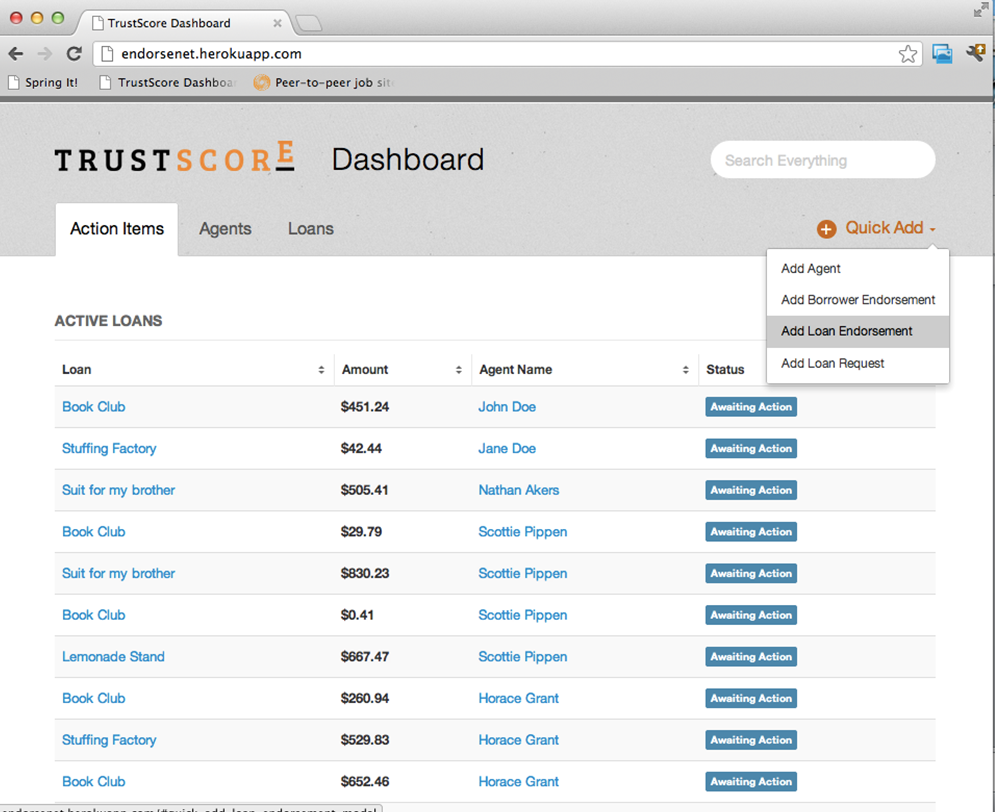 TrustScore Dashboard
endorsenet.herokuapp.com
Spring It! TrustScore Dashboar Peer-to-peer job sit
TRUSTSCORE Dashboard Search Everything
Action Items Agents Loans Quick Add
Add Agent
Add Borrower Endorsement
Add Loan Endorsement
Add Loan Request
ACTIVE LOANS
Loan Amount Agent Name Status
Book Club $451.24 John Doe Awaiting Action
Stuffing Factory $42.44 Jane Doe Awaiting Action
Suit for my brother $505.41 Nathan Akers Awaiting Action
Book Club $29.79 Scottie Pippen Awaiting Action
Suit for my brother $830.23 Scottie Pippen Awaiting Action
Book Club $0.41 Scottie Pippen Awaiting Action
Lemonade Stand $667.47 Scottie Pippen Awaiting Action
Book Club $260.94 Horace Grant Awaiting Action
Stuffing Factory $529.83 Horace Grant Awaiting Action
Book Club $652.46 Horace Grant Awaiting Action
endorsenet.herokuapp.com/#quick_add_loan_endorsement_modal